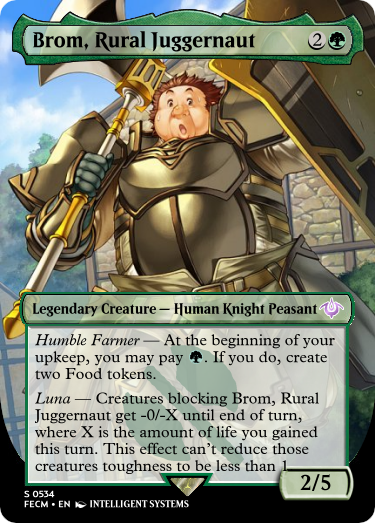 Brom, Rural Juggernaut 2
Legendary Creature — Human Knight Peasant
Humble Farmer — At the beginning of your
upkeep, you may pay . If you do, create
two Food tokens.
Luna — Creatures blocking Brom, Rural
Juggernaut get -0/-X until end of turn,
where X is the amount of life you gained
this turn. This effect can't reduce those
creatures toughness to be less than 1
2/5
S 0534
FECM • EN INTELLIGENT SYSTEMS